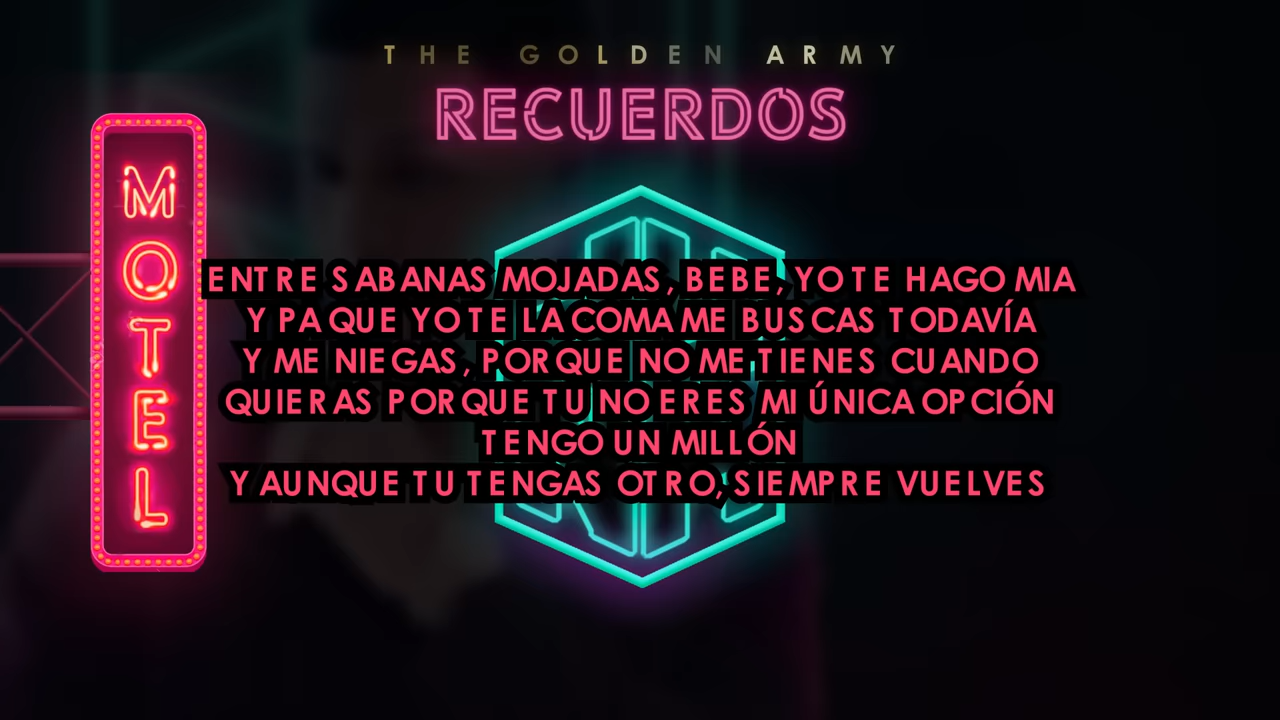 THE GOLDEN ARMY
RECUERDOS
MOTEL
ENTRE SABANAS MOJADAS, BEBE, YO TE HAGO MIA
Y PA QUE YO TE LA COMA ME BUSCAS TODAVÍA
Y ME NIEGAS, PORQUE NO ME TIENES CUANDO
QUIERAS PORQUE TU NO ERES MI ÚNICA OPCIÓN
TENGO UN MILLÓN
Y AUNQUE TU TENGAS OTRO, SIEMPRE VUELVES